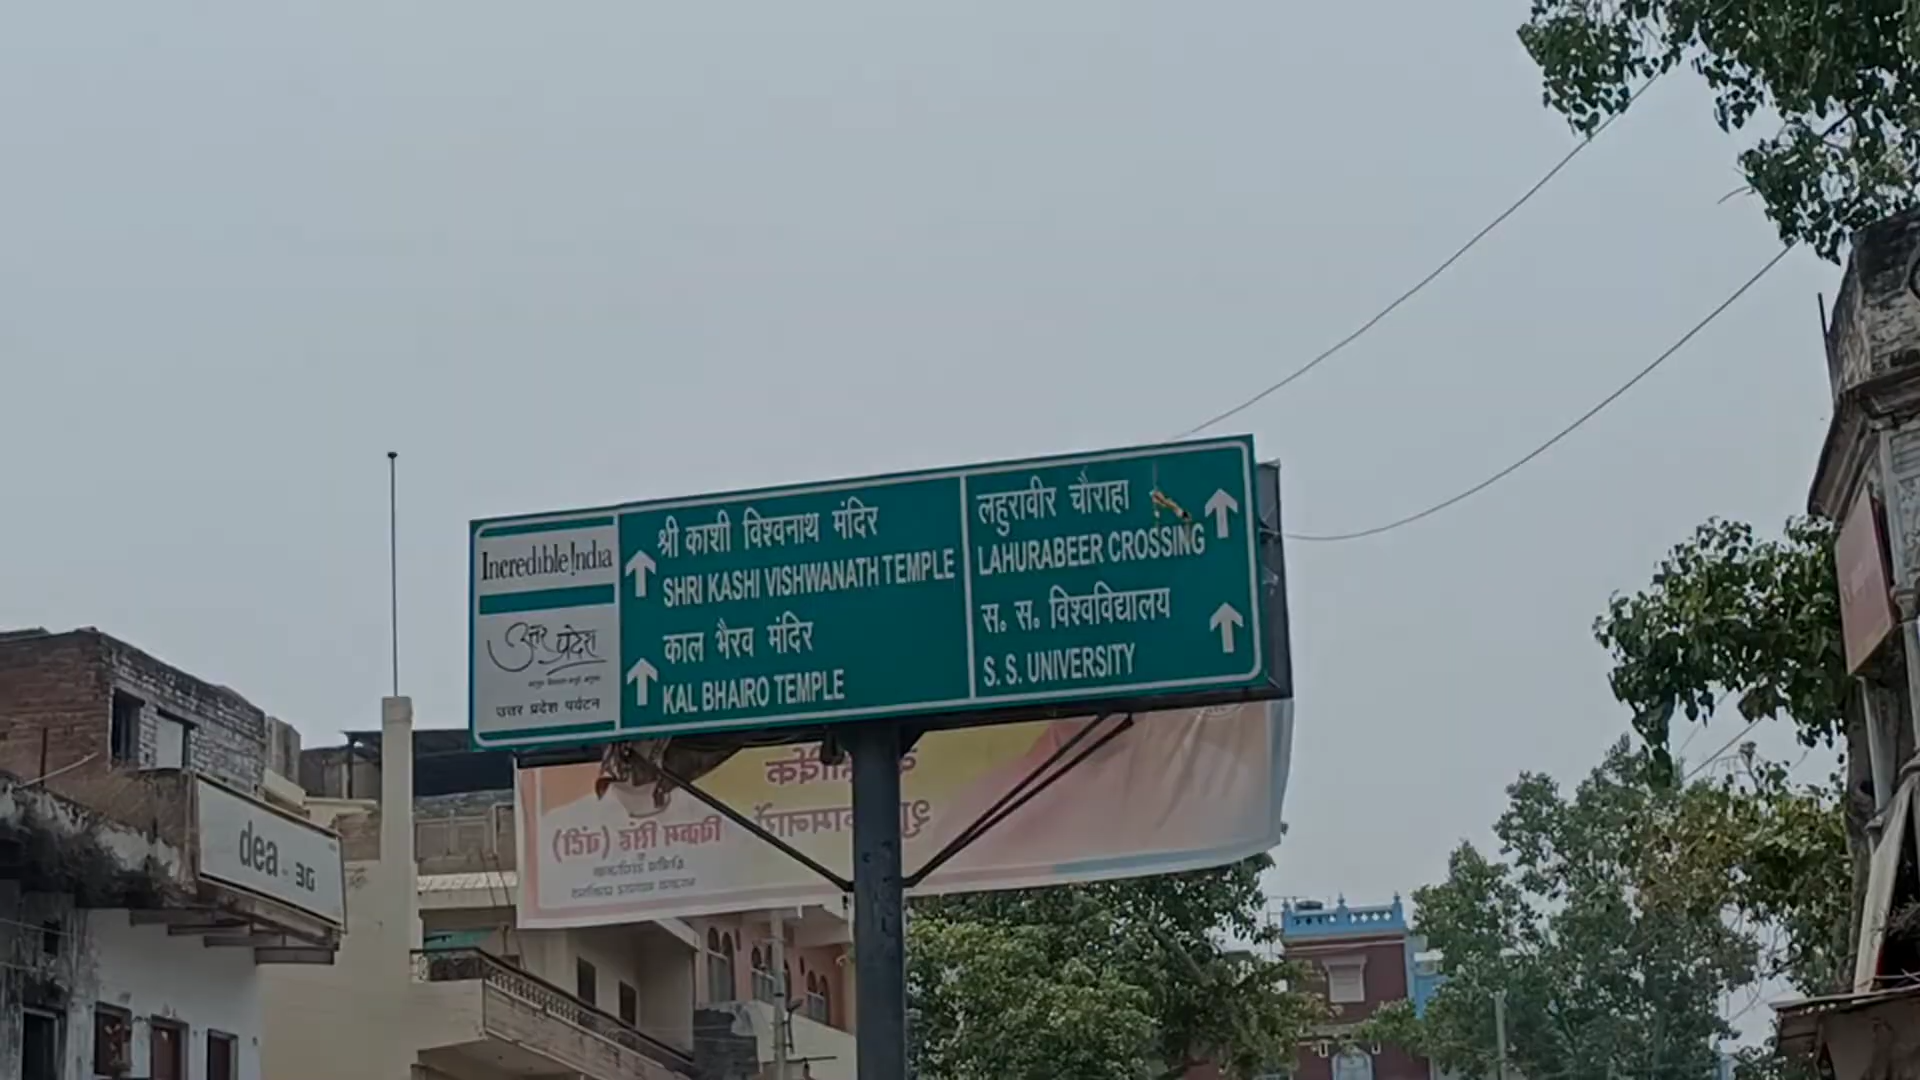 Incredible!ndia
उत्तर प्रदेश
उत्तर प्रदेश पर्यटन
श्री काशी विश्वनाथ मंदिर
SHRI KASHI VISHWANATH TEMPLE
काल भैरव मंदिर
KAL BHAIRO TEMPLE
लहुरावीर चौराहा
LAHURABEER CROSSING
स॰ स॰ विश्वविद्यालय
S. S. UNIVERSITY
हार्दिक
विक्रम सिंह (बंटी)
dea 3G